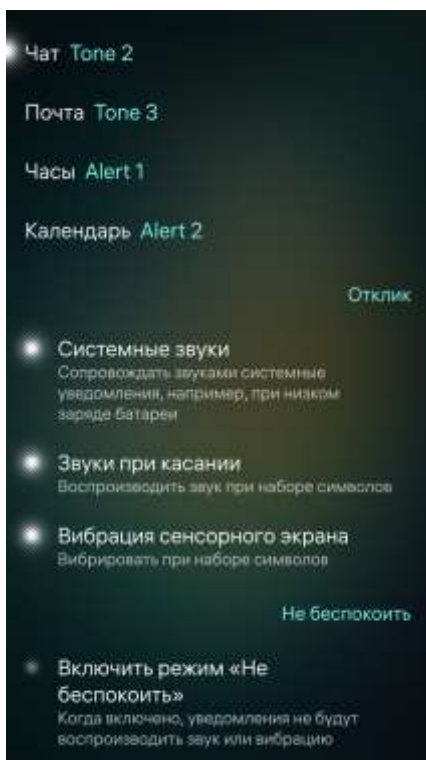 Чат Tone 2
Почта Tone 3
Часы Alert 1
Календарь Alert 2
Отклик
Системные звуки
Сопровождать звуками системные
уведомления, например, при низком
заряде батареи
Звуки при касании
Воспроизводить звук при наборе символов
Вибрация сенсорного экрана
Вибрировать при наборе символов
Не беспокоить
Включить режим «Не
беспокоить»
Когда включено, уведомления не будут
воспроизводить звук или вибрацию